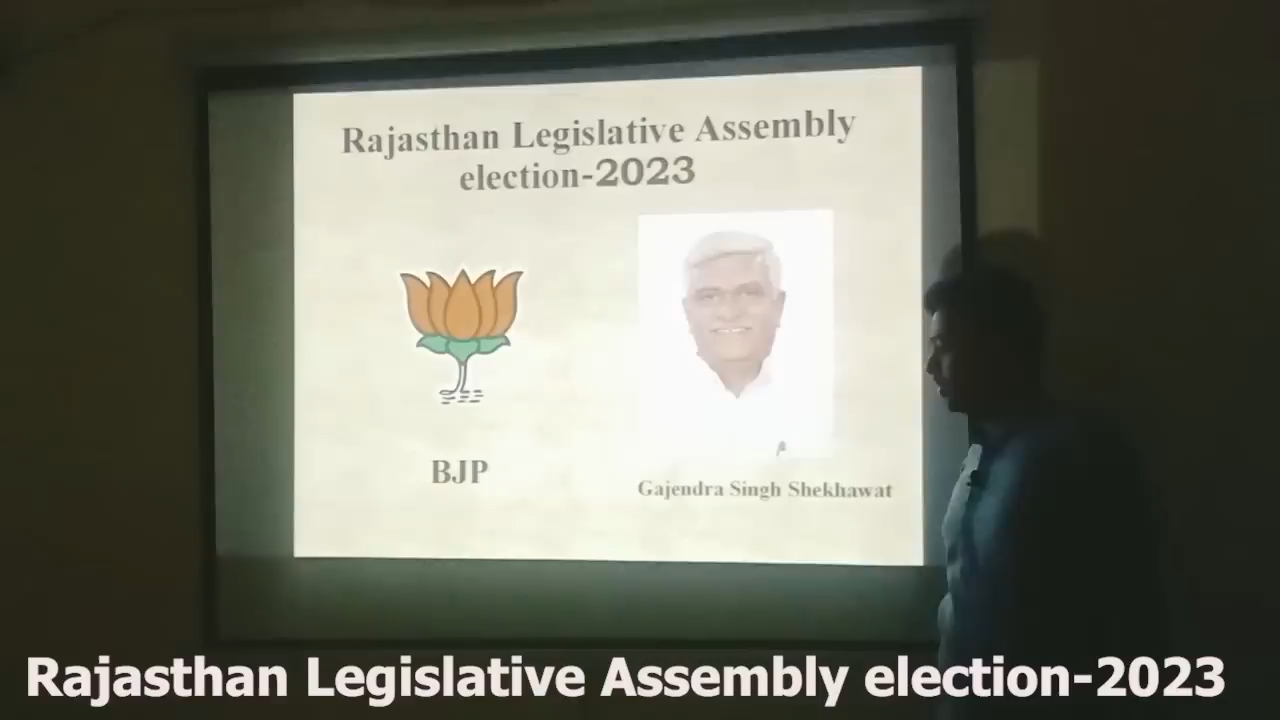 Rajasthan Legislative Assembly
election-2023
BJP
Gajendra Singh Shekhawat
Rajasthan Legislative Assembly election-2023